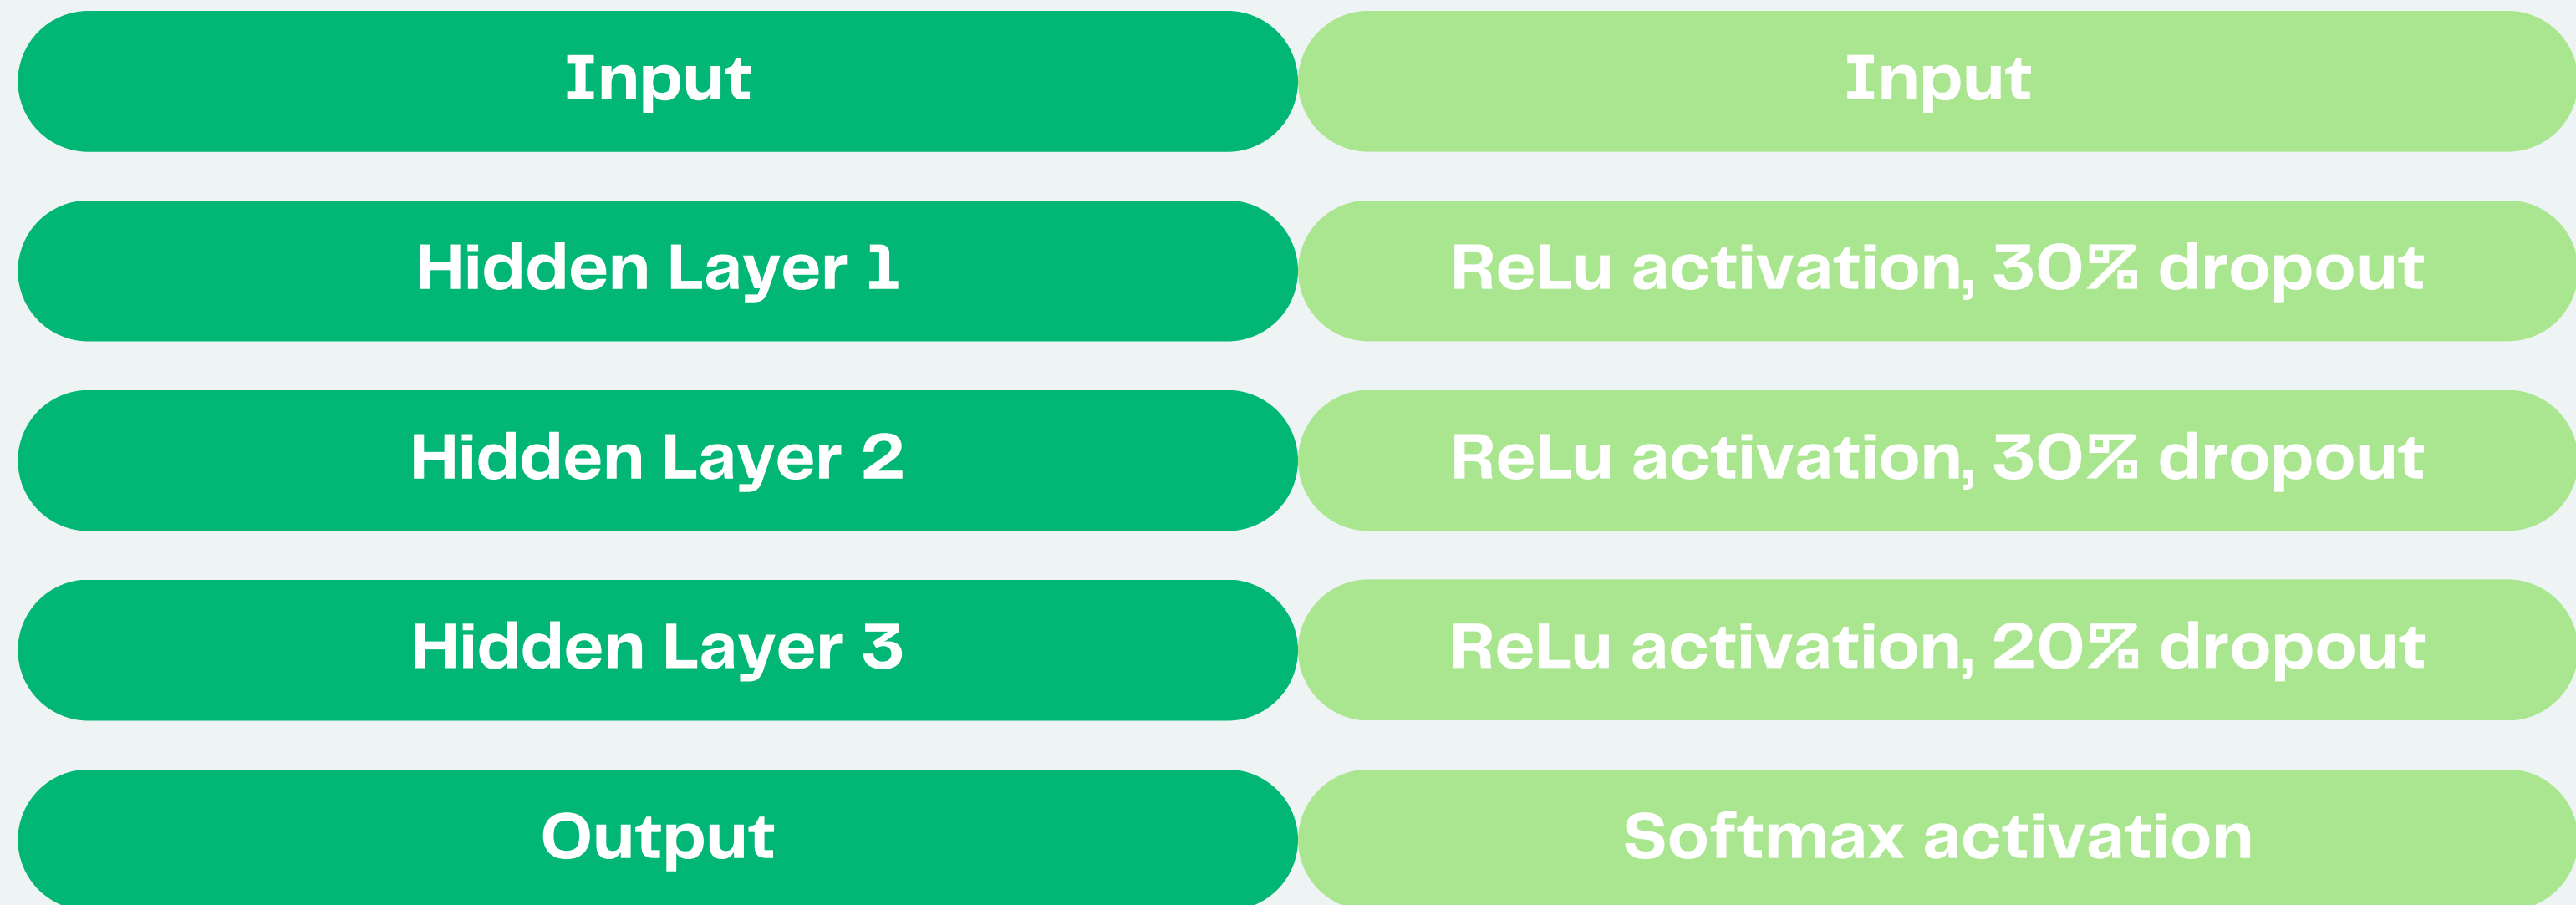 Input
Input
Hidden Layer 1
ReLu activation, 30% dropout
Hidden Layer 2
ReLu activation, 30% dropout
Hidden Layer 3
ReLu activation, 20% dropout
Output
Softmax activation